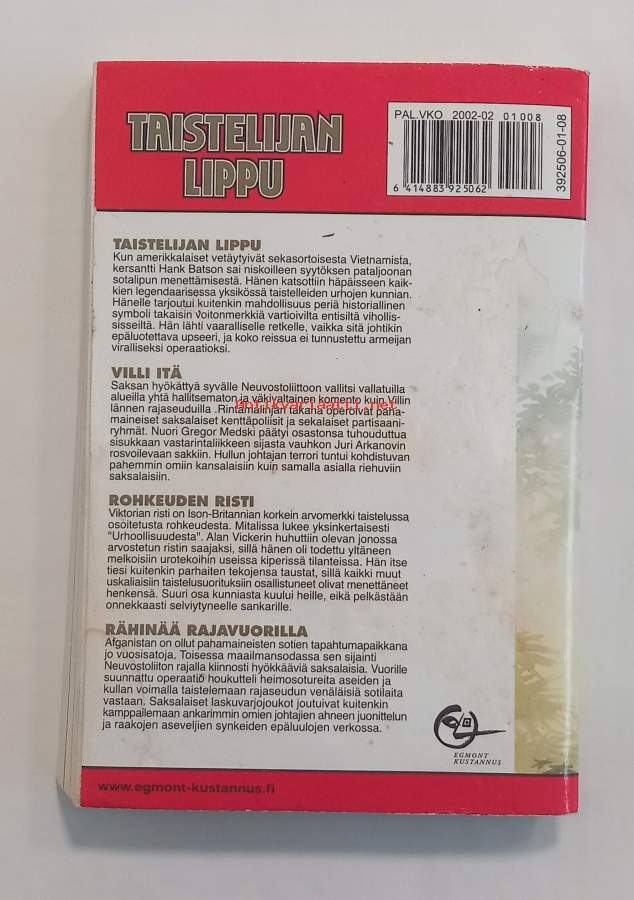 TAISTELIJAN
LIPPU
PAL.VKO 2002-02
01008
6 414883 925062
392506-01-08
TAISTELIJAN LIPPU
Kun amerikkalaiset vetäytyivät sekasortoisesta Vietnamista,
kersantti Hank Batson sai niskoilleen syytöksen pataljoonan
sotalipun menettämisestä. Hänen katsottiin häpäisseen kaik-
kien legendaarisessa yksikössä taistelleiden urhojen kunnian.
Hänelle tarjoutui kuitenkin mahdollisuus periä historiallinen
symboli takaisin voitonmerkkiä vartioivilta entisiltä vihollis-
sisseiltä. Hän lähti vaaralliselle retkelle, vaikka sitä johtikin
epäluotettava upseeri, ja koko reissua ei tunnustettu armeijan
viralliseksi operaatioksi.
VILLI ITÄ
Saksan hyökättyä syvälle Neuvostoliittoon vallitsi vallatuilla
alueilla yhtä hallitsematon ja väkivaltainen komento kuin Villin
antikvariaatti.net
lännen rajaseuduilla. Rintamalinjan takana operoivat paha-
maineiset saksalaiset kenttäpoliisit ja sekalaiset partisaani-
ryhmät. Nuori Gregor Medski päätyi osastonsa tuhouduttua
sisukkaan vastarintaliikkeen sijasta vauhkon Juri Arkanovin
rosvoilevaan sakkiin. Hullun johtajan terrori tuntui kohdistuvan
pahemmin omiin kansalaisiin kuin samalla asialla riehuviin
saksalaisiin.
ROHKEUDEN RISTI
Viktorian risti on Ison-Britannian korkein arvomerkki taistelussa
osoitetusta rohkeudesta. Mitalissa lukee yksinkertaisesti
"Urhoollisuudesta". Alan Vickerin huhuttiin olevan jonossa
arvostetun ristin saajaksi, sillä hänen oli todettu yltäneen
melkoisiin urotekoihin useissa kiperissä tilanteissa. Hän itse
tiesi kuitenkin parhaiten tekojensa taustat, sillä kaikki muut
uskaliaisiin taistelusuorituksiin osallistuneet olivat menettäneet
henkensä. Suuri osa kunniasta kuului heille, eikä pelkästään
onnekkaasti selviytyneelle sankarille.
RÄHINÄÄ RAJAVUORILLA
Afganistan on ollut pahamaineisten sotien tapahtumapaikkana
jo vuosisatoja. Toisessa maailmansodassa sen sijainti
Neuvostoliiton rajalla kiinnosti hyökkääviä saksalaisia. Vuorille
suunnattu operaatio houkutteli heimosotureita aseiden ja
kullan voimalla taistelemaan rajaseudun venäläisiä sotilaita
vastaan. Saksalaiset laskuvarjojoukot joutuivat kuitenkin
kamppailemaan ankarimmin omien johtajien ahneen juonittelun
ja raakojen aseveljien synkeiden epäluulojen verkossa.
EGMONT
KUSTANNUS
www.egmont-kustannus.fi